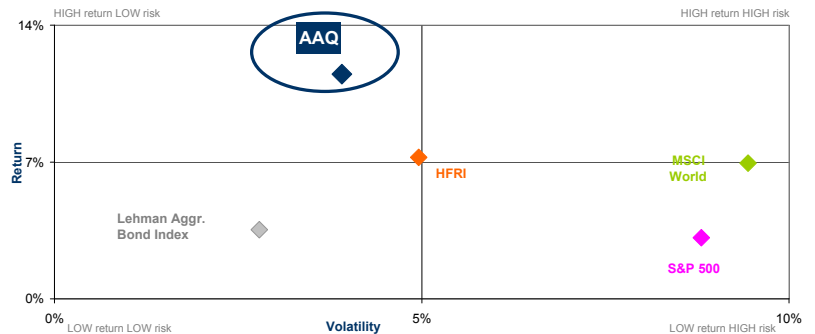 14%
HIGH return LOW risk
HIGH return HIGH risk
AAQ
Return
7%
HFRI
MSCI
World
Lehman Aggr.
Bond Index
S&P 500
0%
0%
5%
10%
LOW return LOW risk
Volatility
LOW return HIGH risk